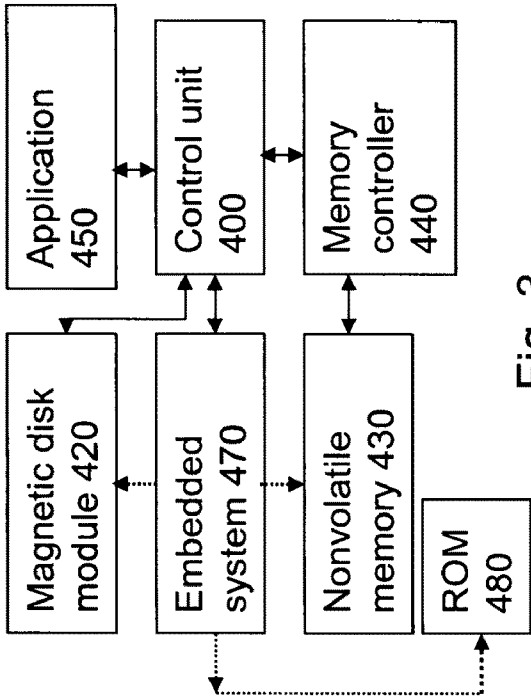 Magnetic disk
module 420
Application
450
Embedded
system 470
Control unit
400
Nonvolatile
memory 430
Memory
controller
440
ROM
480
Fig.